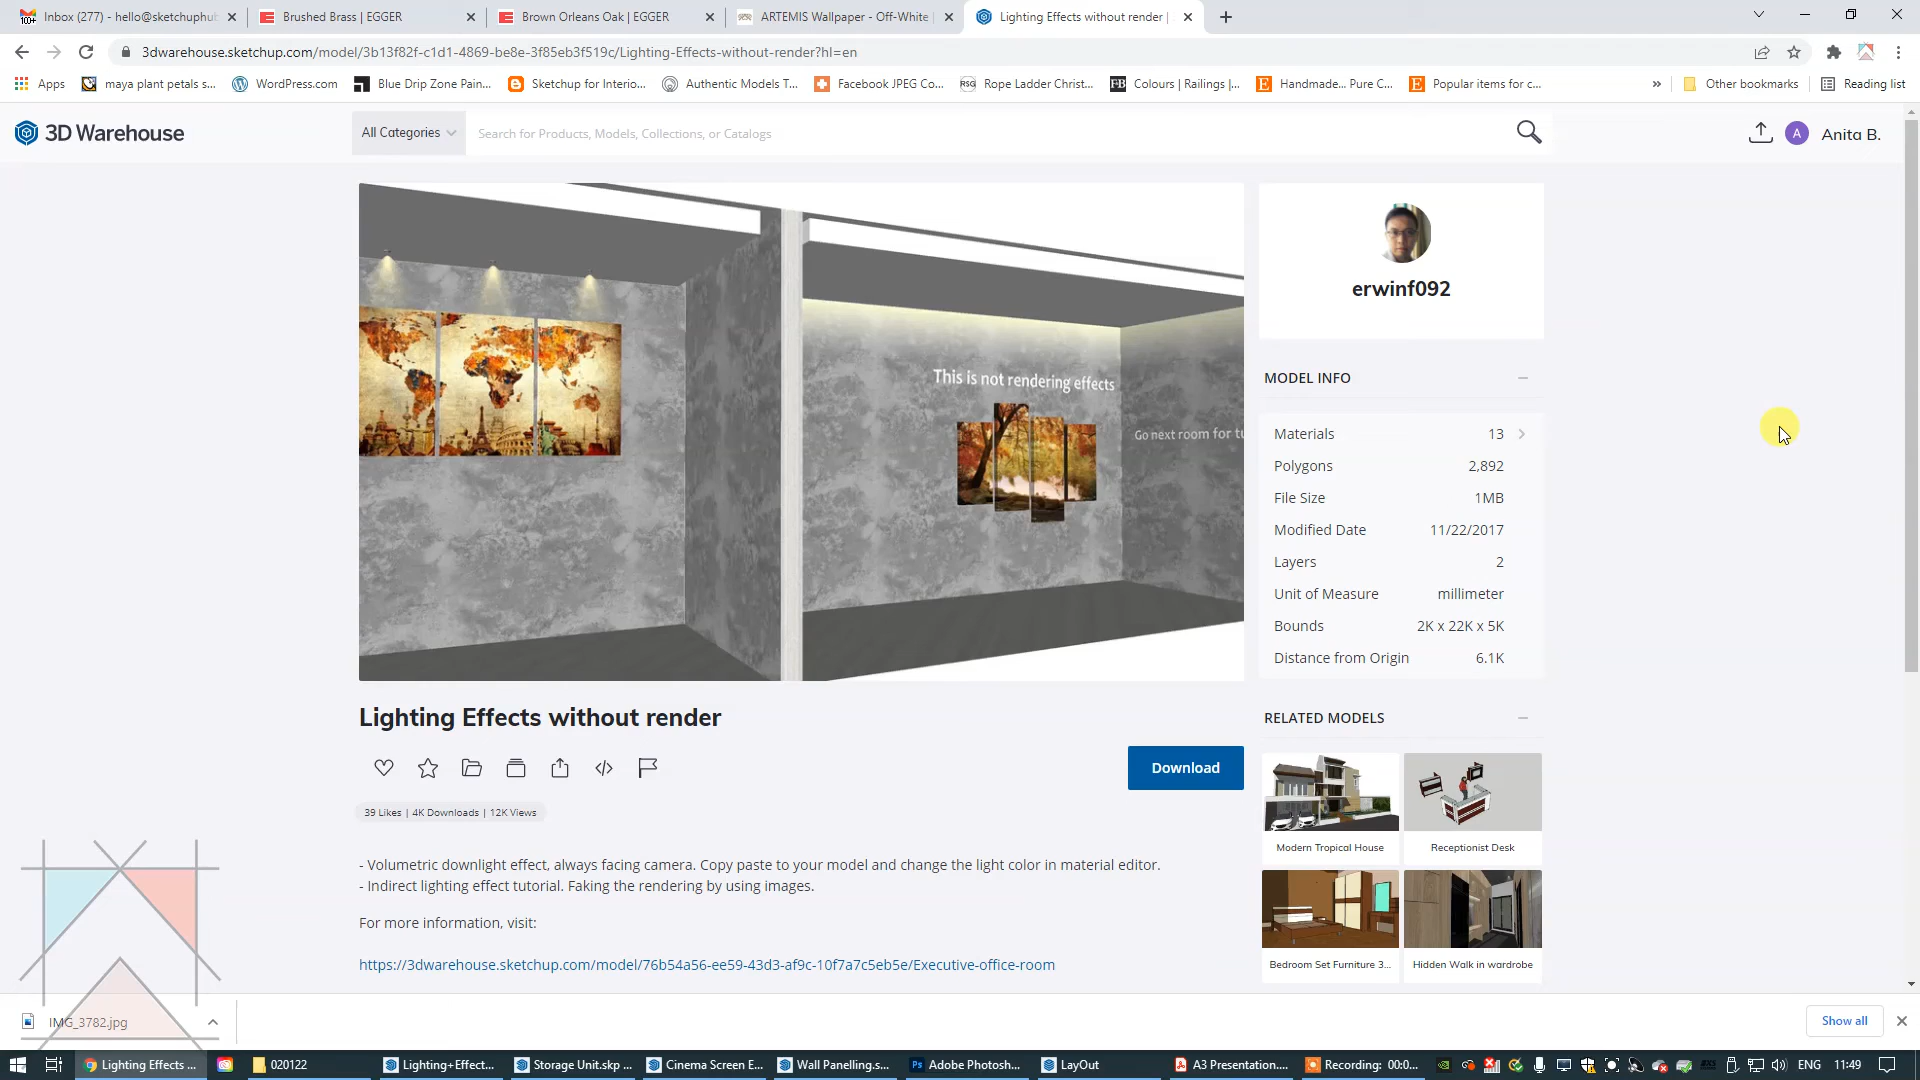 Inbox (277) - hello@sketchuphu
Brushed Brass | EGGER
Brown Orleans Oak | EGGER
ARTEMIS Wallpaper - Off-White
Lighting Effects without render |
3dwarehouse.sketchup.com/model/3b13f82f-c1d1-4869-be8e-3f85eb3f519c/Lighting-Effects-without-render?hl=en
Apps
maya plant petals s...
WordPress.com
Blue Drip Zone Pain...
Sketchup for Interio...
Authentic Models T...
Facebook JPEG Co...
RSG
Rope Ladder Christ...
Colours | Railings |...
Handmade... Pure C...
Popular items for c...
»
Other bookmarks
Reading list
3D Warehouse
All Categories
Search for Products, Models, Collections, or Catalogs
A
Anita B.
This is not rendering effects
Go next room for tu
erwinf092
MODEL INFO
Materials 13
Polygons 2,892
File Size 1MB
Modified Date 11/22/2017
Layers 2
Unit of Measure millimeter
Bounds 2K x 22K x 5K
Distance from Origin 6.1K
Lighting Effects without render
Download
39 Likes | 4K Downloads | 12K Views
- Volumetric downlight effect, always facing camera. Copy paste to your model and change the light color in material editor.
- Indirect lighting effect tutorial. Faking the rendering by using images.
For more information, visit:
https://3dwarehouse.sketchup.com/model/76b54a56-ee59-43d3-af9c-10f7a7c5eb5e/Executive-office-room
RELATED MODELS
Modern Tropical House
Receptionist Desk
Bedroom Set Furniture 3...
Hidden Walk in wardrobe
IMG_3782.jpg
Show all
Lighting Effects ...
020122
Lighting+Effect...
Storage Unit.skp ...
Cinema Screen E...
Wall Panelling.s...
Adobe Photosh...
LayOut
A3 Presentation....
Recording: 00:0...
ENG
11:49